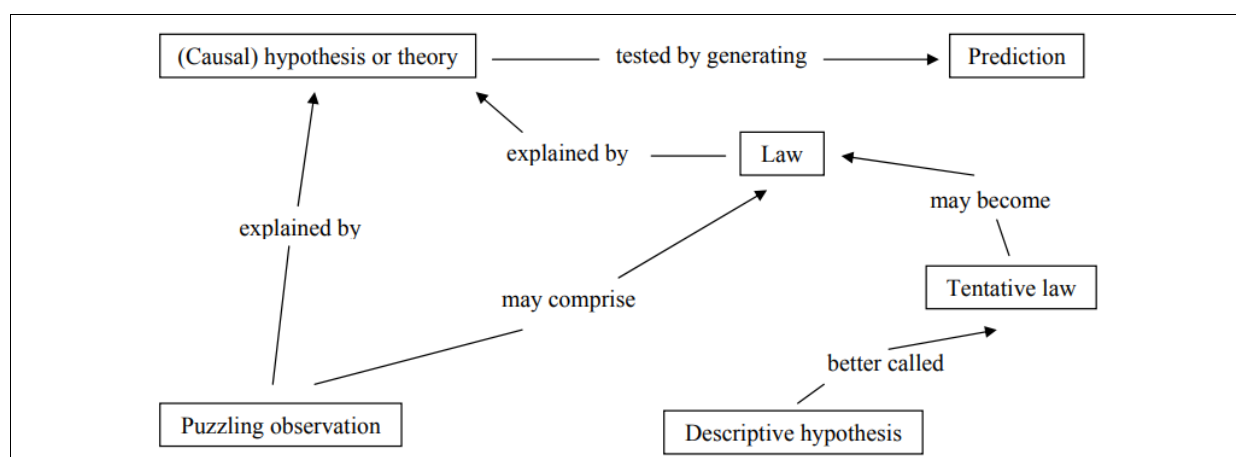 (Causal) hypothesis or theory
tested by generating
Prediction
explained by
Law
may become
explained by
Tentative law
may comprise
better called
Puzzling observation
Descriptive hypothesis